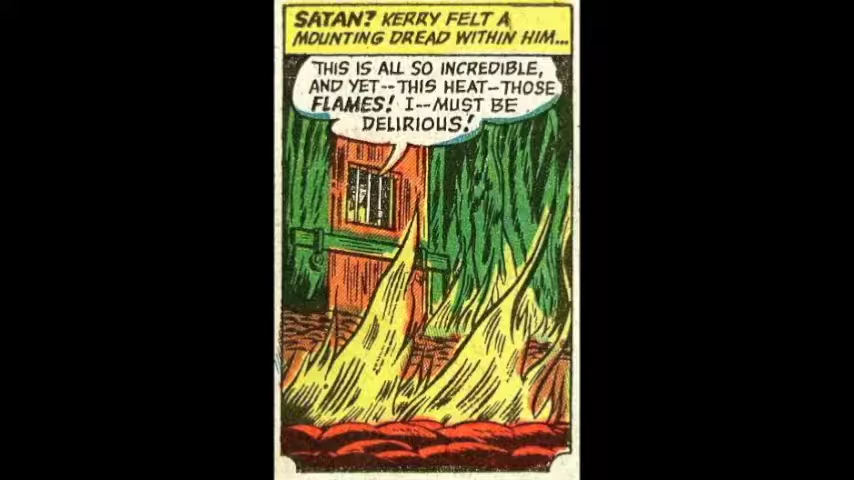 SATAN? KERRY FELT A
MOUNTING DREAD WITHIN HIM...
THIS IS ALL SO INCREDIBLE,
AND YET--THIS HEAT--THOSE
FLAMES! I--MUST BE
DELIRIOUS!